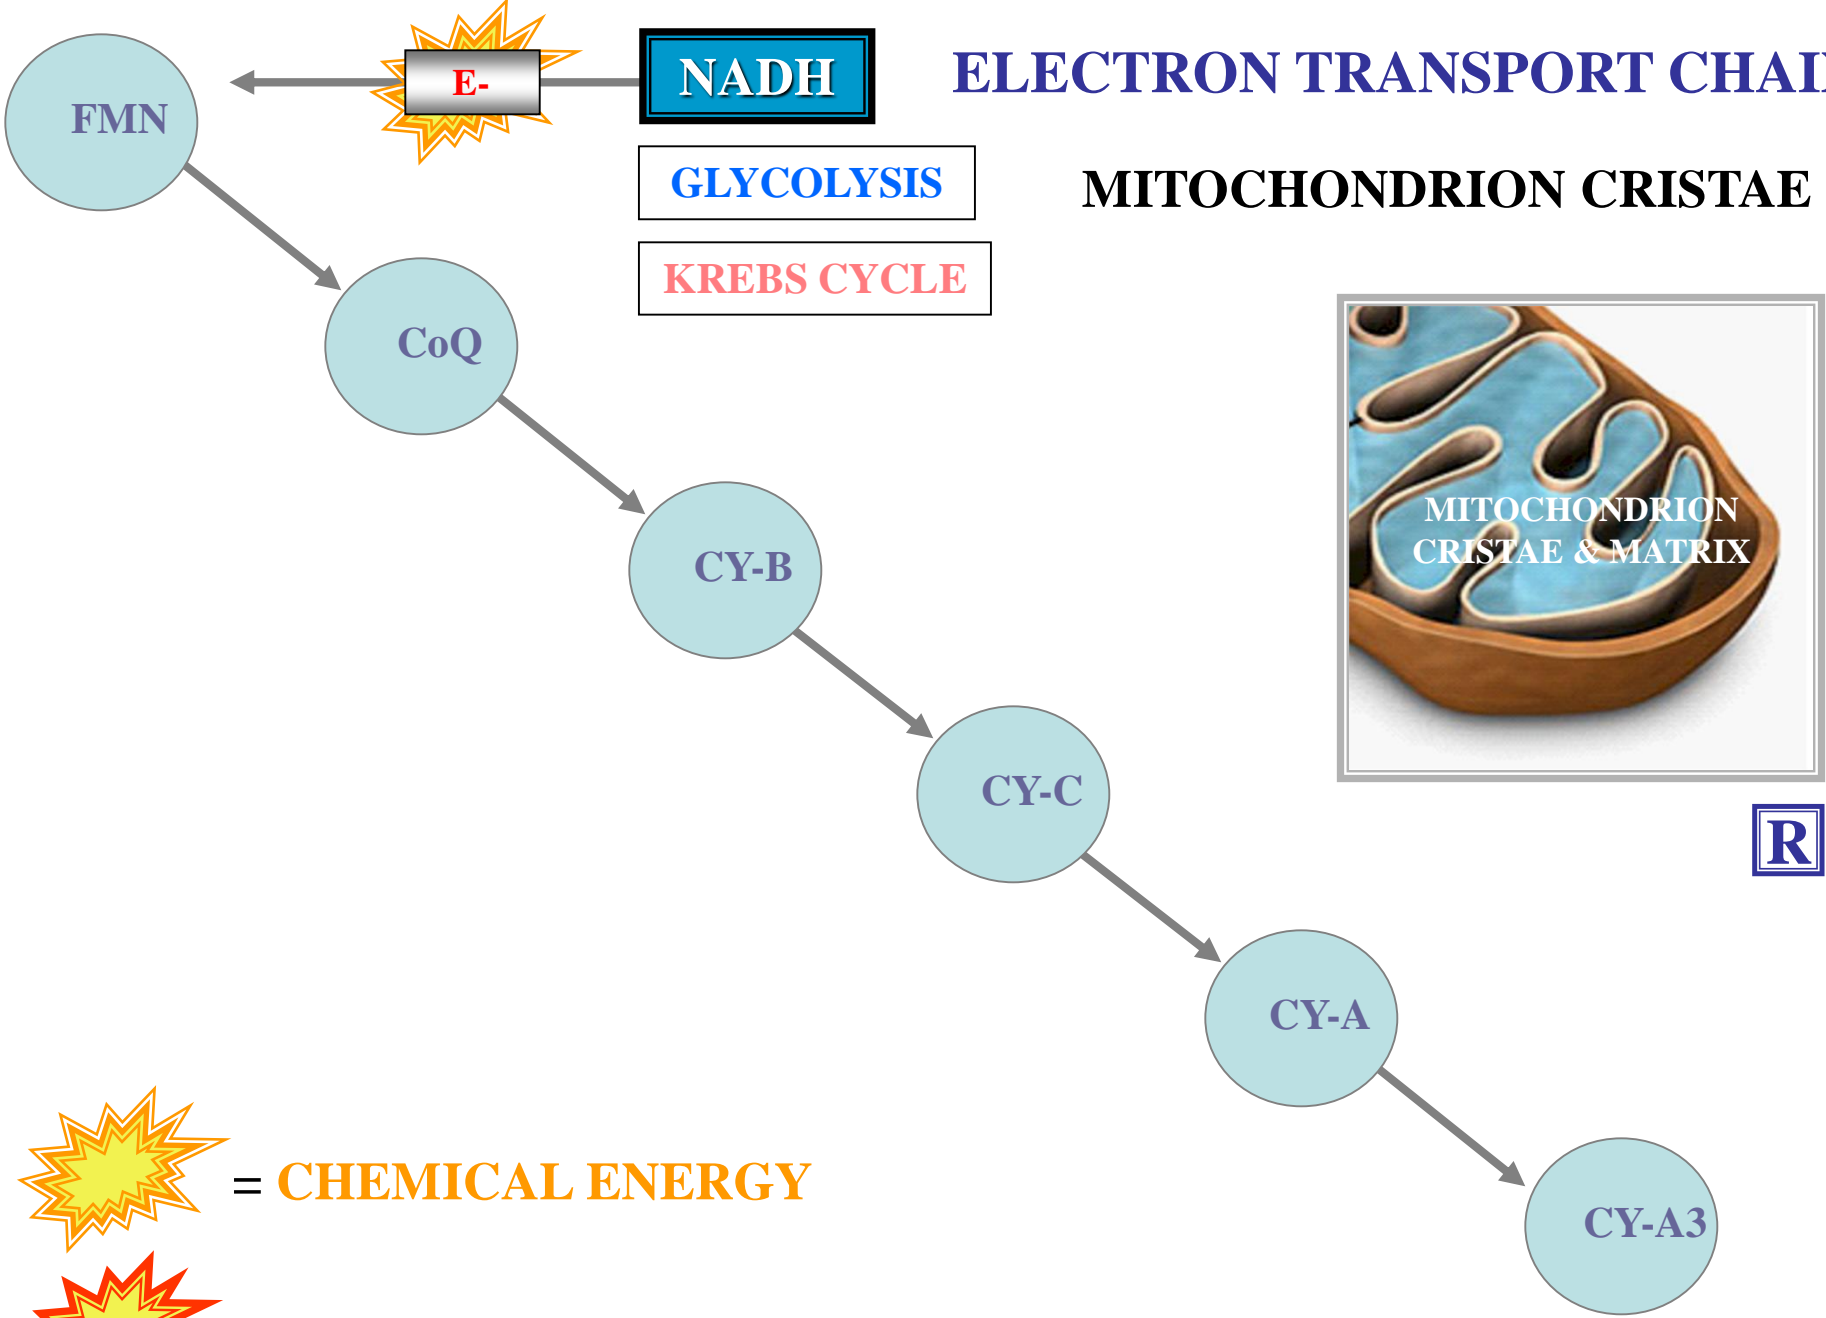 ELECTRON TRANSPORT CHAI
E-
NADH
FMN
GLYCOLYSIS
MITOCHONDRION CRISTAE
KREBS CYCLE
CoQ
MITOCHONDRION
CRISTAE & MATRIX
CY-B
CY-C
R
CY-A
= CHEMICAL ENERGY
CY-A3